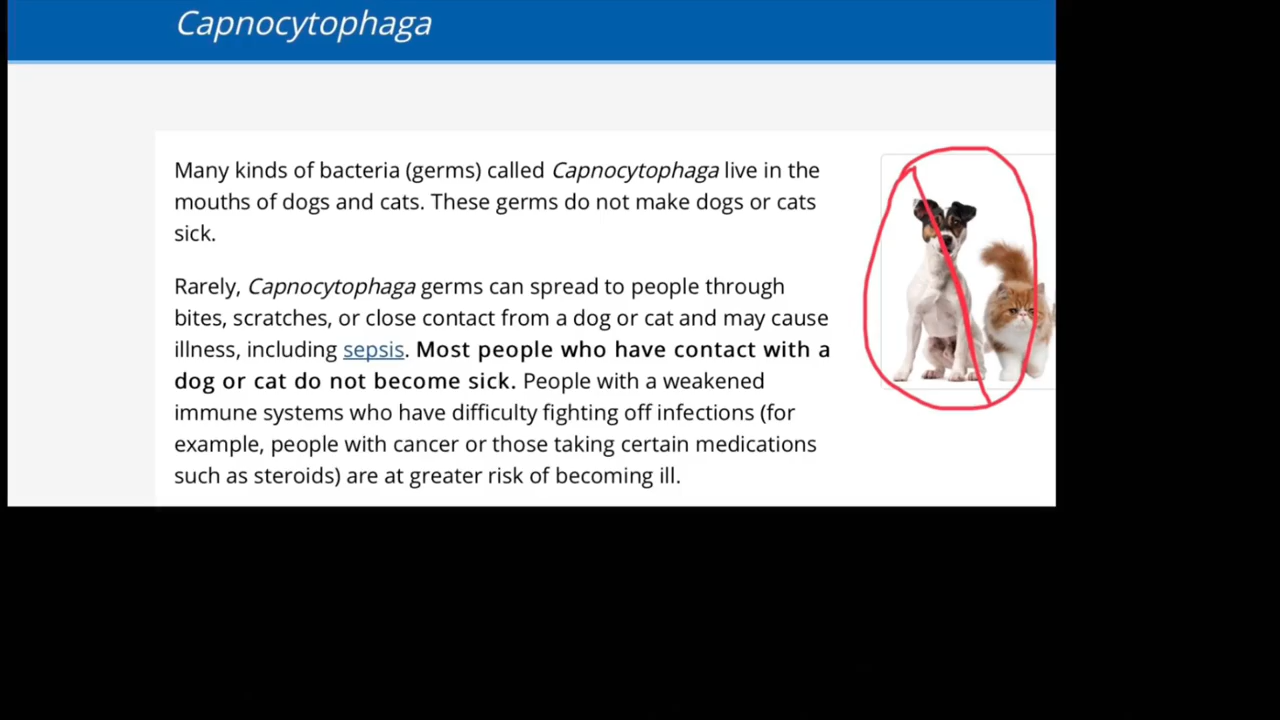 Capnocytophaga
Many kinds of bacteria (germs) called Capnocytophaga live in the
mouths of dogs and cats. These germs do not make dogs or cats
sick.
Rarely, Capnocytophaga germs can spread to people through
bites, scratches, or close contact from a dog or cat and may cause
illness, including sepsis. Most people who have contact with a
dog or cat do not become sick. People with a weakened
immune systems who have difficulty fighting off infections (for
example, people with cancer or those taking certain medications
such as steroids) are at greater risk of becoming ill.